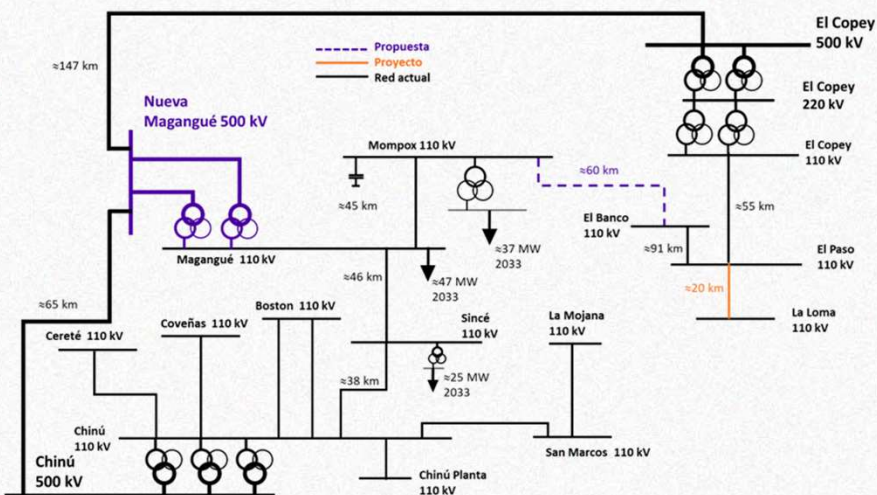 El Copey
500 kV
≈147 km
Propuesta
Proyecto
Red actual
Nueva
Magangué 500 kV
El Copey
220 kV
Mompox 110 kV
El Copey
110 kV
≈60 km
≈45 km
≈55 km
El Banco
110 kV
≈37 MW
2033
≈91 km
El Paso
110 kV
Magangué 110 kV
≈46 km
≈47 MW
2033
≈20 km
≈65 km
Boston 110 kV
La Loma
110 kV
Cereté 110 kV
Coveñas 110 kV
Sincé
110 kV
La Mojana
110 kV
≈38 km
≈25 MW
2033
Chinú
110 kV
San Marcos 110 kV
Chinú
500 kV
Chinú Planta
110 kV